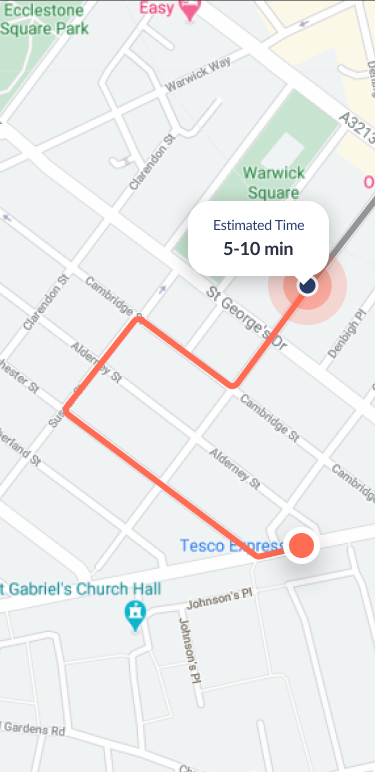 Ecclestone
Square Park
Easy
Warwick Way
A3213
Clarendon St
Warwick
Square
Estimated Time
5-10 min
Clarendon St
Cambridge
St George's Dr
Denbigh Pl
Alderney St
Cambridge St
Cambridge
Alderney St
Tesco Express
t Gabriel's Church Hall
Johnson's Pl
Johnson's Pl
l Gardens Rd